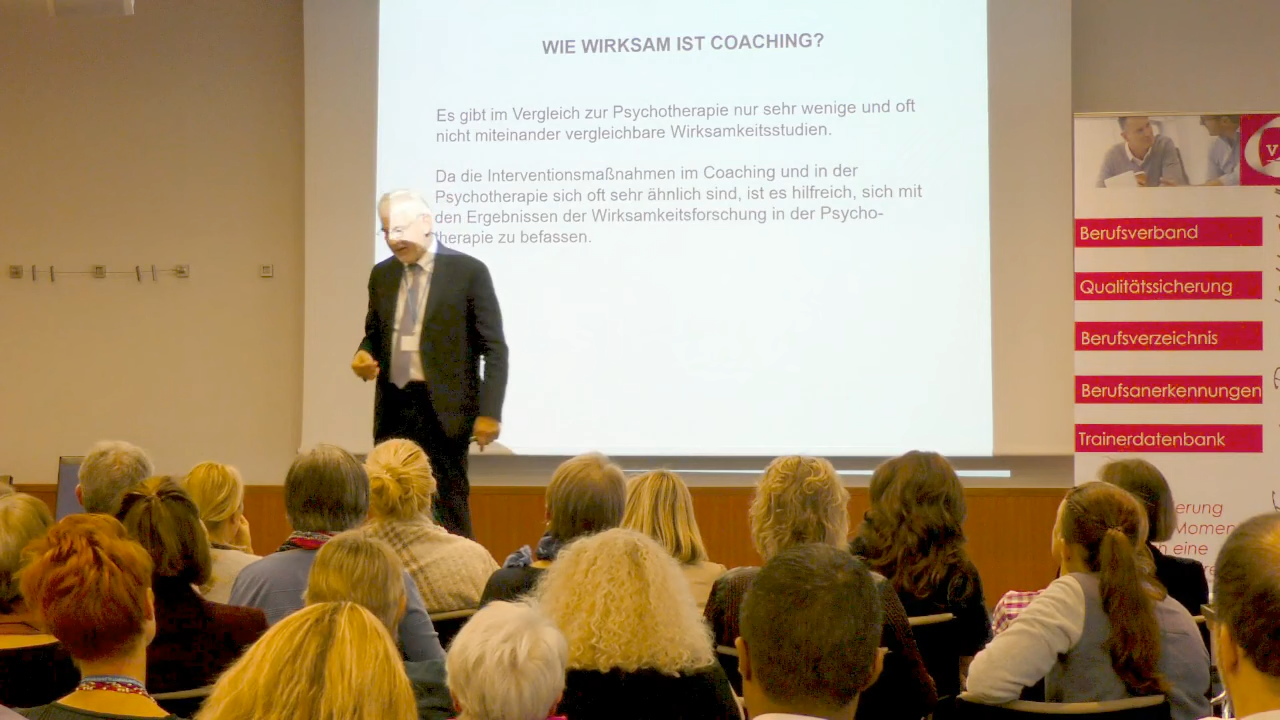 WIE WIRKSAM IST COACHING?
Es gibt im Vergleich zur Psychotherapie nur sehr wenige und oft
nicht miteinander vergleichbare Wirksamkeitsstudien.
Da die Interventionsmaßnahmen im Coaching und in der
Psychotherapie sich oft sehr ähnlich sind, ist es hilfreich, sich mit
den Ergebnissen der Wirksamkeitsforschung in der Psycho-
therapie zu befassen.
Berufsverband
Qualitätssicherung
Berufsverzeichnis
Berufsanerkennungen
Trainerdatenbank
eine